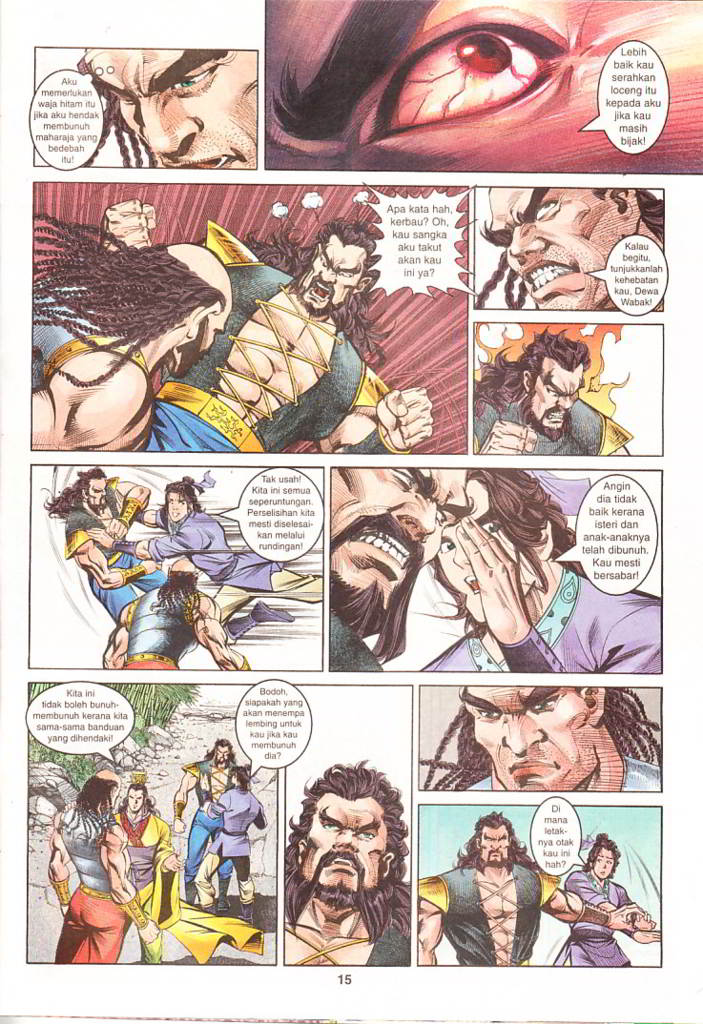 Aku
memerlukan
waja hitam itu
jika aku hendak
membunuh
maharaja yang
bedebah
itu!
Lebih
baik kau
serahkan
loceng itu
kepada aku
jika kau
masih
bijak!
Apa kata hah,
kerbau? Oh,
kau sangka
aku takut
akan kau
ini ya?
Kalau
begitu,
tunjukkanlah
kehebatan
kau, Dewa
Wabak!
Tak usah!
Kita ini semua
seperuntungan.
Perselisihan kita
mesti diselesai-
kan melalui
rundingan!
Angin
dia tidak
baik kerana
isteri dan
anak-anaknya
telah dibunuh.
Kau mesti
bersabar!
Kita ini
tidak boleh bunuh-
membunuh kerana kita
sama-sama banduan
yang dihendaki!
Bodoh,
siapakah yang
akan menempa
lembing untuk
kau jika kau
membunuh
dia?
Di
mana
letak-
nya otak
kau ini
hah?
15